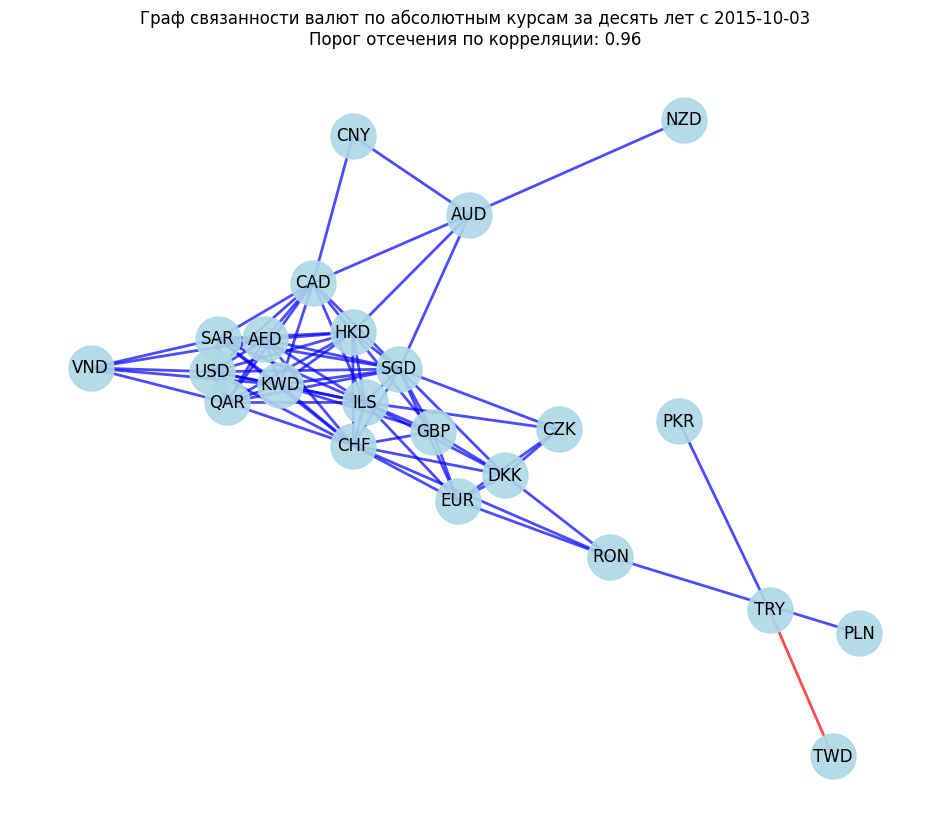 Граф связанности валют по абсолютным курсам за десять лет с 2015-10-03
Порог отсечения по корреляции: 0.96
NZD
CNY
AUD
CAD
HKD
SAR
AED
VND
USD
SGD
KWD
QAR
ILS
PKR
GBP
CZK
CHF
DKK
EUR
RON
TRY
PLN
TWD